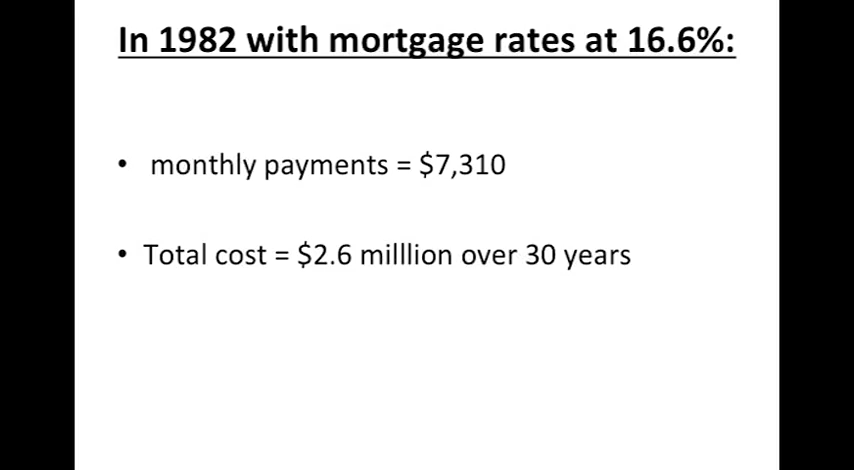 In 1982 with mortgage rates at 16.6%:
• monthly payments = $7,310
• Total cost = $2.6 milllion over 30 years